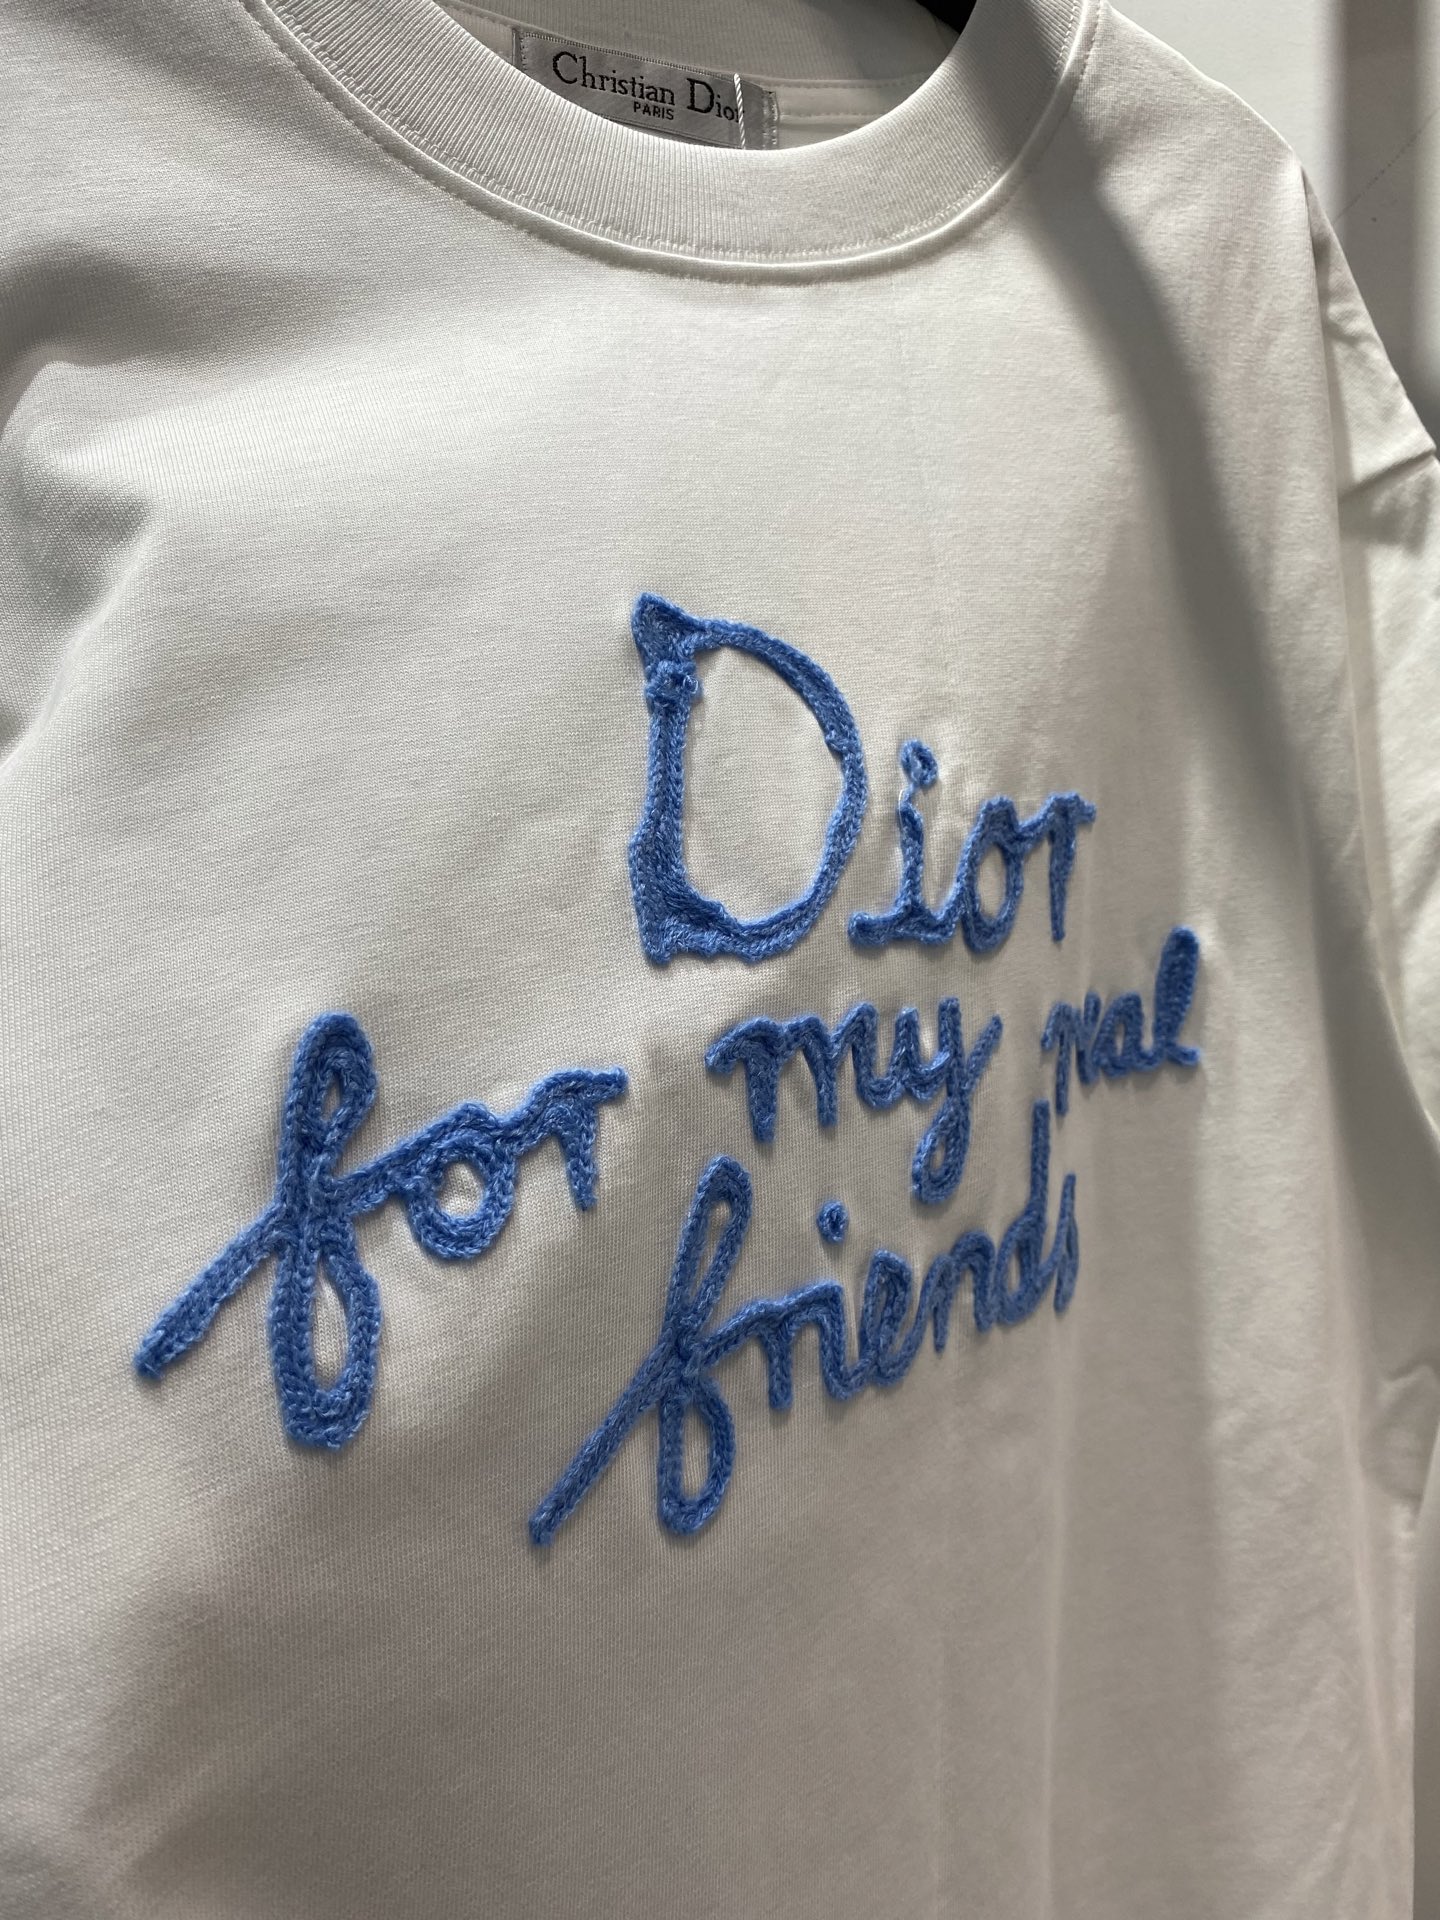 Christian Dior
PARIS
Dior
for my real
friends